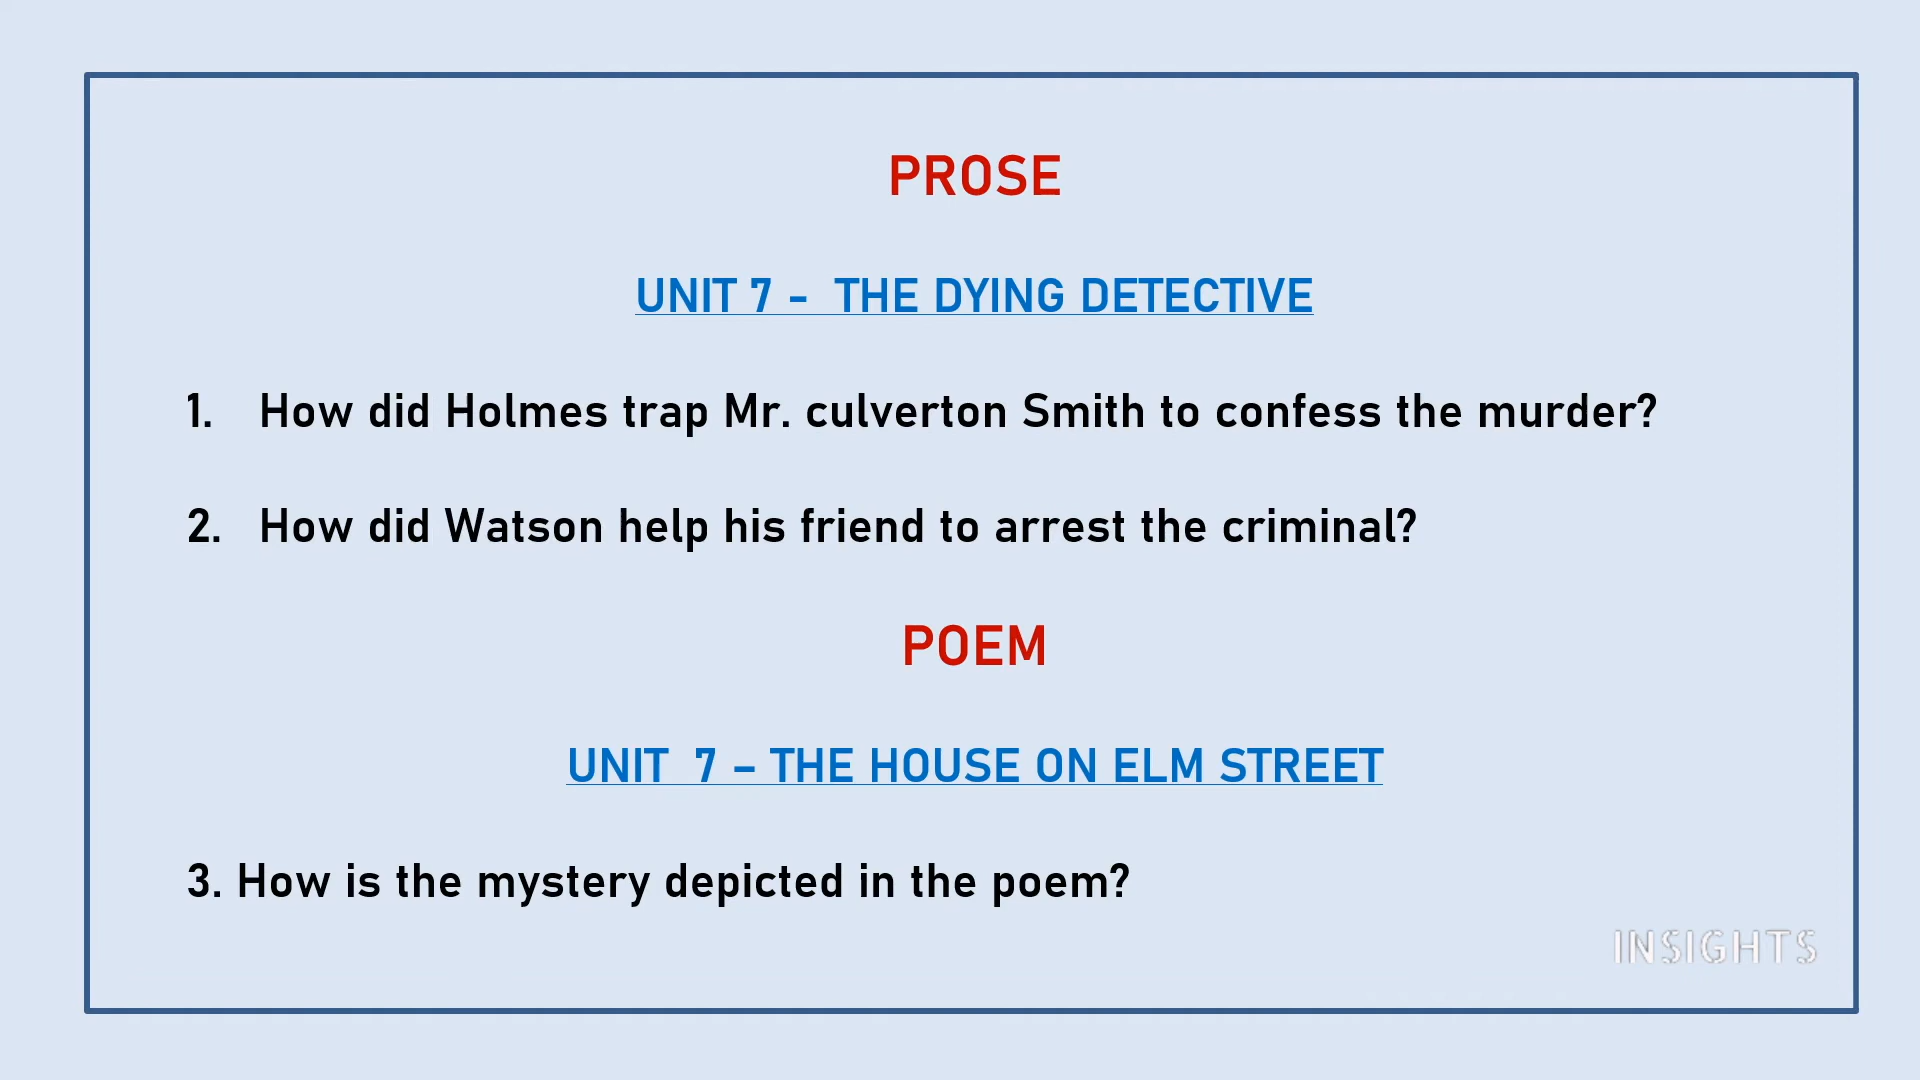 PROSE
UNIT 7 - THE DYING DETECTIVE
1. How did Holmes trap Mr. culverton Smith to confess the murder?
2. How did Watson help his friend to arrest the criminal?
POEM
UNIT 7 – THE HOUSE ON ELM STREET
3. How is the mystery depicted in the poem?
INSIGHTS